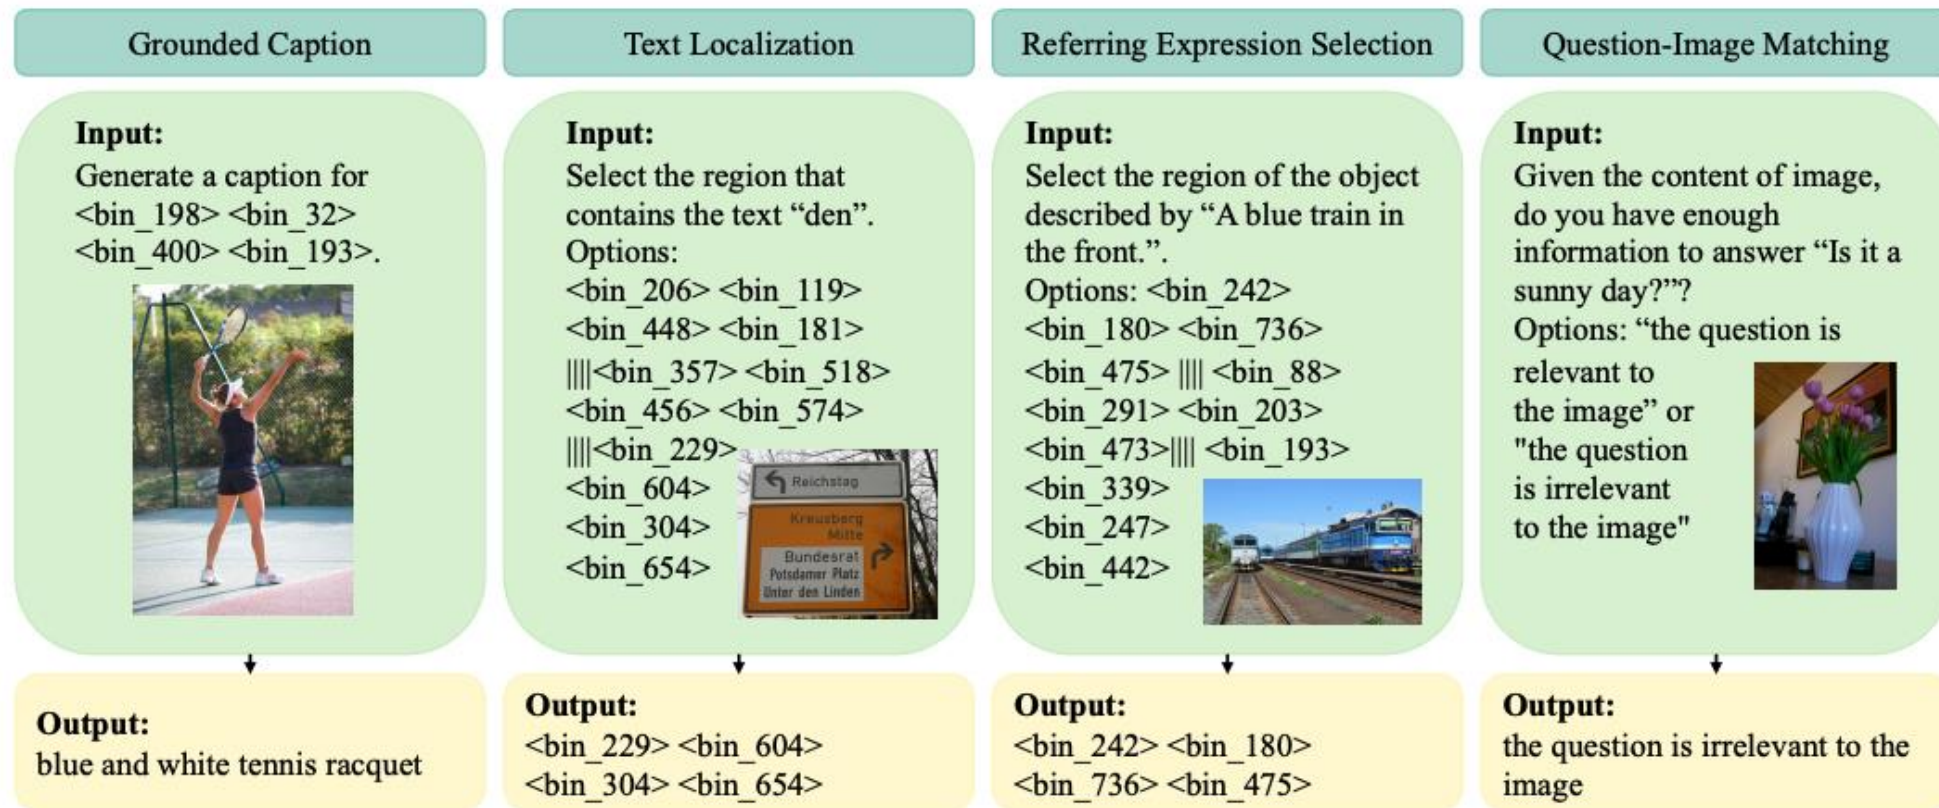 Grounded Caption
Input:
Generate a caption for
<bin_198> <bin_32>
<bin_400> <bin_193>.
Output:
blue and white tennis racquet
Text Localization
Input:
Select the region that
contains the text “den”.
Options:
<bin_206> <bin_119>
<bin_448> <bin_181>
||||<bin_357> <bin_518>
<bin_456> <bin_574>
||||<bin_229>
<bin_604>
<bin_304>
<bin_654>
Reichstag
Kreuzberg
Mitte
Bundesrat
Potsdamer Platz
Unter den Linden
Output:
<bin_229> <bin_604>
<bin_304> <bin_654>
Referring Expression Selection
Input:
Select the region of the object
described by “A blue train in
the front.”.
Options: <bin_242>
<bin_180> <bin_736>
<bin_475> |||| <bin_88>
<bin_291> <bin_203>
<bin_473>|||| <bin_193>
<bin_339>
<bin_247>
<bin_442>
Output:
<bin_242> <bin_180>
<bin_736> <bin_475>
Question-Image Matching
Input:
Given the content of image,
do you have enough
information to answer “Is it a
sunny day?”?
Options: “the question is
relevant to
the image” or
"the question
is irrelevant
to the image"
Output:
the question is irrelevant to the
image